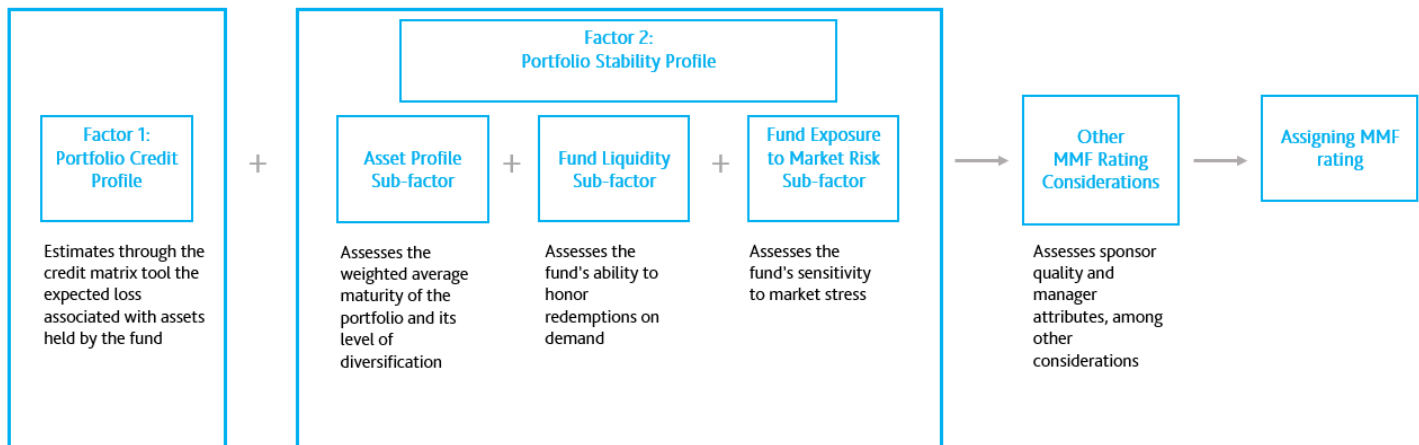 Factor 1:
Portfolio Credit
Profile
Estimates through the
credit matrix tool the
expected loss
associated with assets
held by the fund
+
Factor 2:
Portfolio Stability Profile
Asset Profile
Sub-factor
Assesses the
weighted average
maturity of the
portfolio and its
level of
diversification
+
Fund Liquidity
Sub-factor
Assesses the
fund's ability to
honor
redemptions on
demand
+
Fund Exposure
to Market Risk
Sub-factor
Assesses the
fund's sensitivity
to market stress
Other
MMF Rating
Considerations
Assesses sponsor
quality and
manager
attributes, among
other
considerations
Assigning MMF
rating